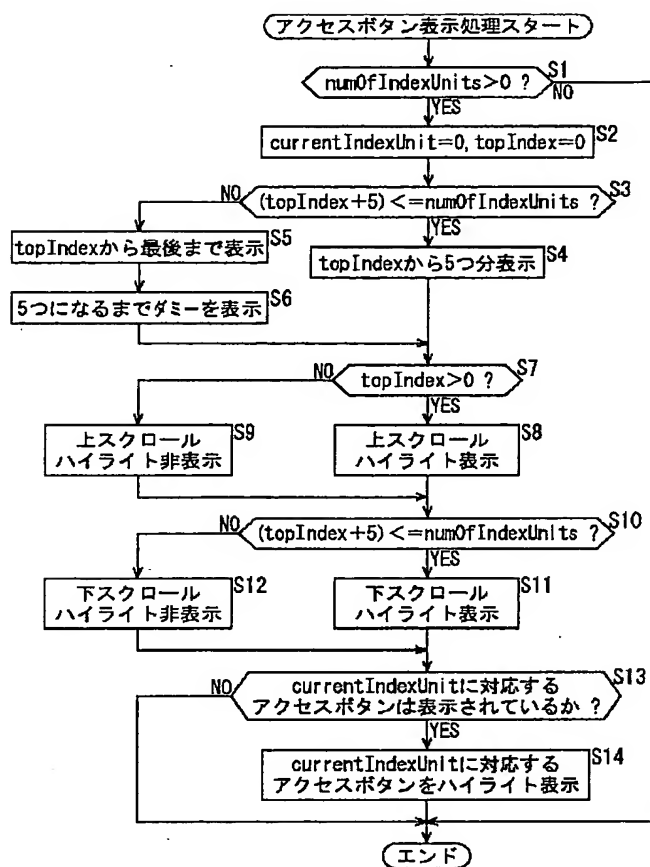 アクセスボタン表示処理スタート
S1
numOfIndexUnits>0 ?
NO
YES
S2
currentIndexUnit=0, topIndex=0
S3
NO
(topIndex+5)<=numOfIndexUnits ?
YES
S5
topIndexから最後まで表示
S4
topIndexから5つ分表示
S6
5つになるまでダミーを表示
S7
NO
topIndex>0 ?
YES
S9
上スクロール
ハイライト非表示
S8
上スクロール
ハイライト表示
S10
NO
(topIndex+5)<=numOfIndexUnits ?
YES
S12
下スクロール
ハイライト非表示
S11
下スクロール
ハイライト表示
S13
NO
currentIndexUnitに対応する
アクセスボタンは表示されているか ?
YES
S14
currentIndexUnitに対応する
アクセスボタンをハイライト表示
エンド